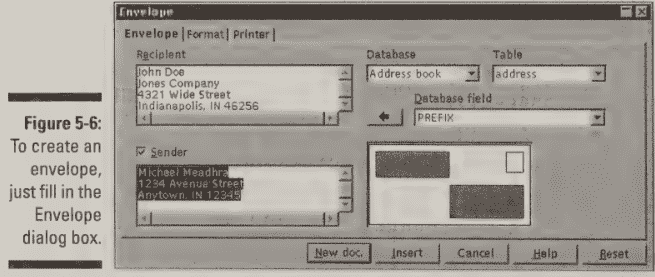 Envelope
Envelope Format Printer
Recipient
John Doe
Jones Company
4321 Wide Street
Indianapolis, IN 46256
Database
Table
Address book
address
Database field
PREFIX
Sender
Michael Meadhra
1234 Avenue Street
Anytown, IN 12345
New doc. Insert Cancel Help Reset
Figure 5-6:
To create an
envelope,
just fill in the
Envelope
dialog box.